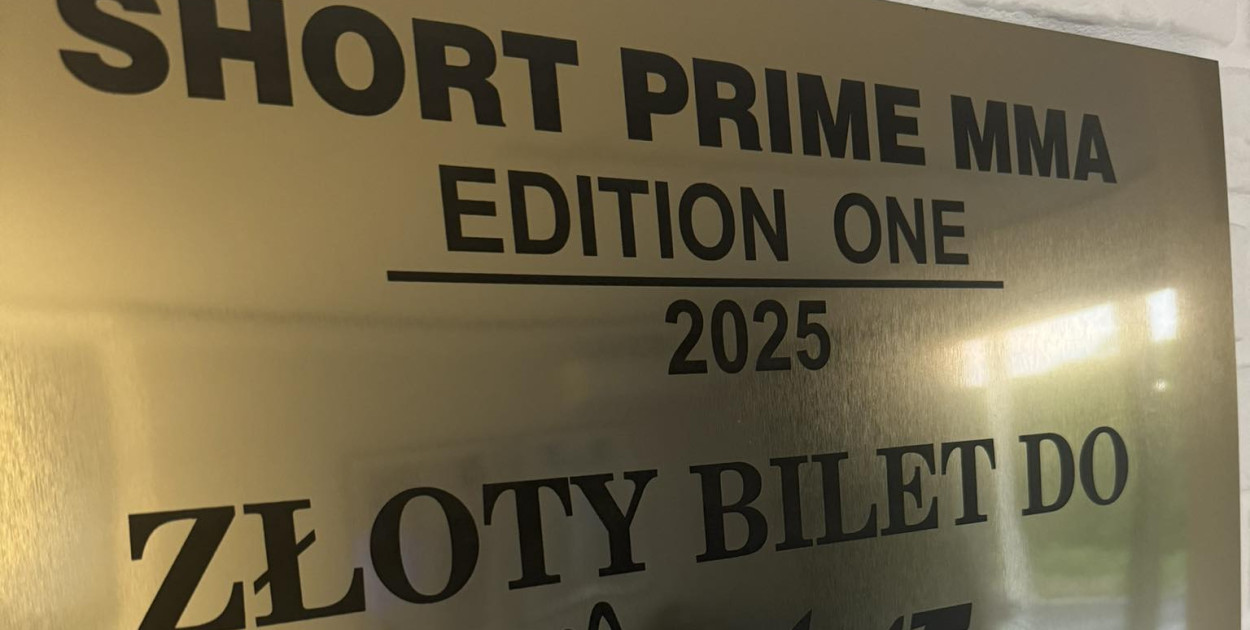 SHORT PRIME MMA
EDITION ONE
2025
ZŁOTY BILET DO